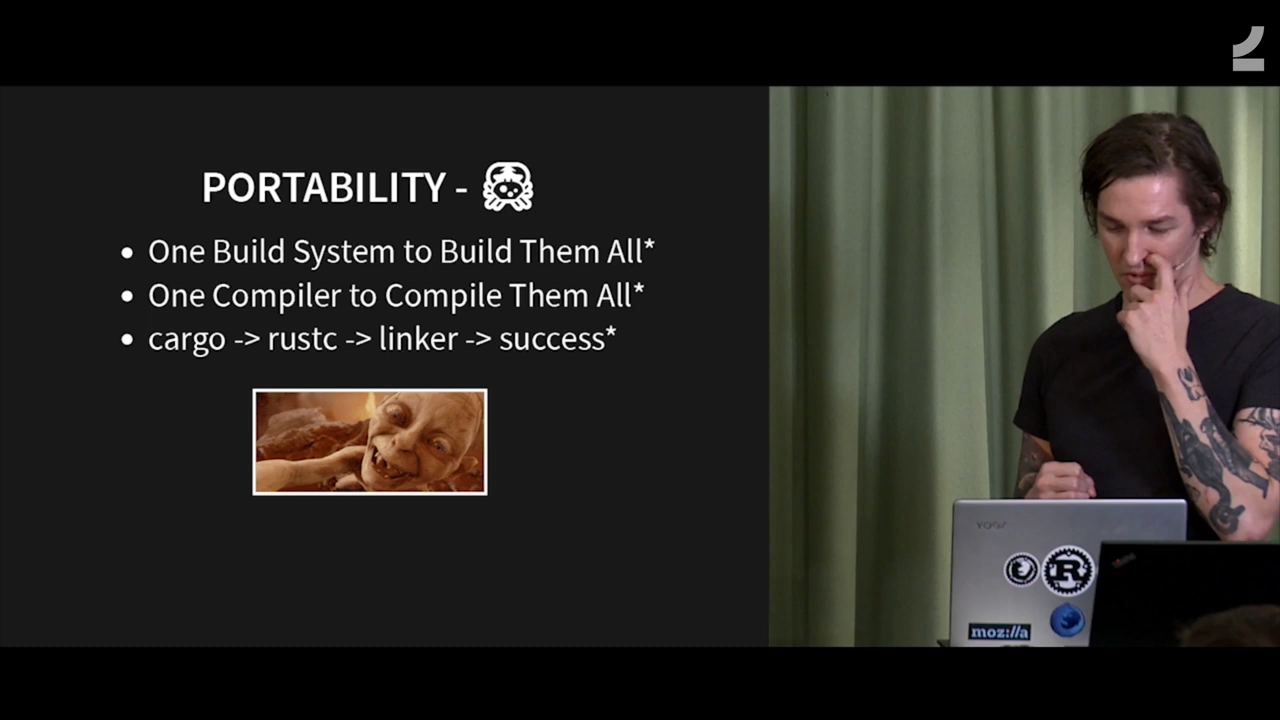 PORTABILITY -
One Build System to Build Them All*
One Compiler to Compile Them All*
cargo -> rustc -> linker -> success*
YOGA
R
moz://a